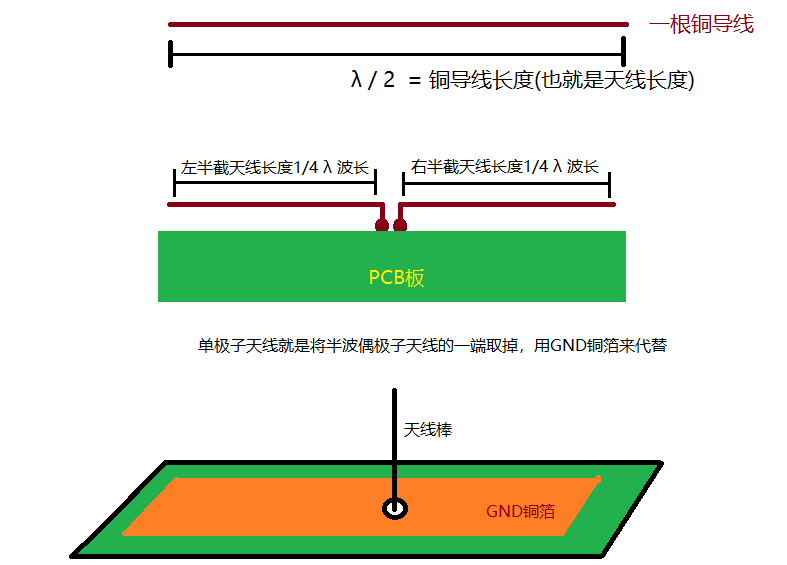 一根铜导线
λ / 2 = 铜导线长度(也就是天线长度)
左半截天线长度1/4 λ 波长
右半截天线长度1/4 λ 波长
PCB板
单极子天线就是将半波偶极子天线的一端取掉，用GND铜箔来代替
天线棒
GND铜箔